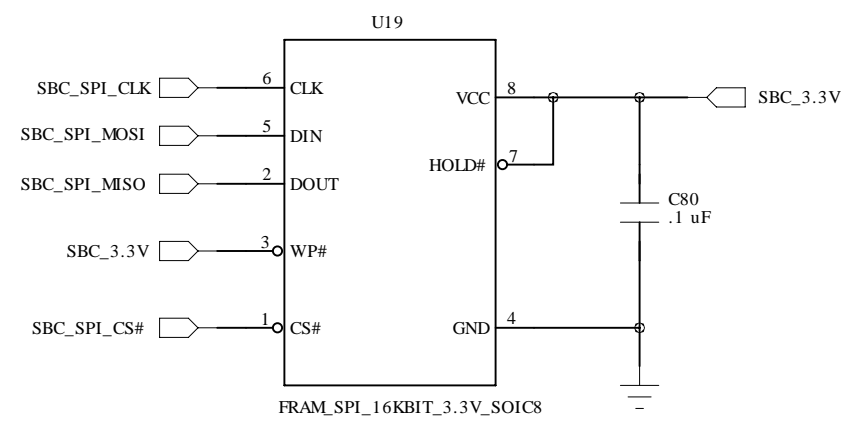 U19
SBC_SPI_CLK 6 CLK
VCC 8 SBC_3.3V
SBC_SPI_MOSI 5 DIN
HOLD# 7
SBC_SPI_MISO 2 DOUT
C80
.1 uF
SBC_3.3V 3 WP#
SBC_SPI_CS# 1 CS#
GND 4
FRAM_SPI_16KBIT_3.3V_SOIC8